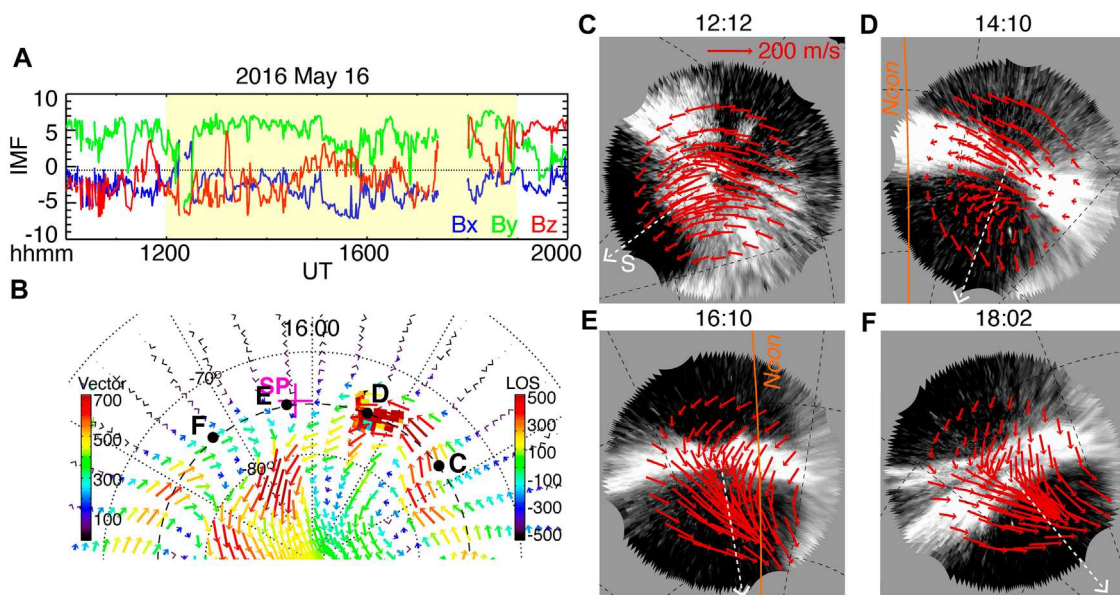 A
2016 May 16
IMF
10
5
0
-5
-10
Bx By Bz
hhmm
1200
1600
2000
UT
B
16:00
Vector
700
500
300
100
-70°
-80°
SP
E
D
F
C
LOS
500
300
100
-100
-300
-500
C
12:12
200 m/s
S
D
14:10
Noon
E
16:10
Noon
F
18:02